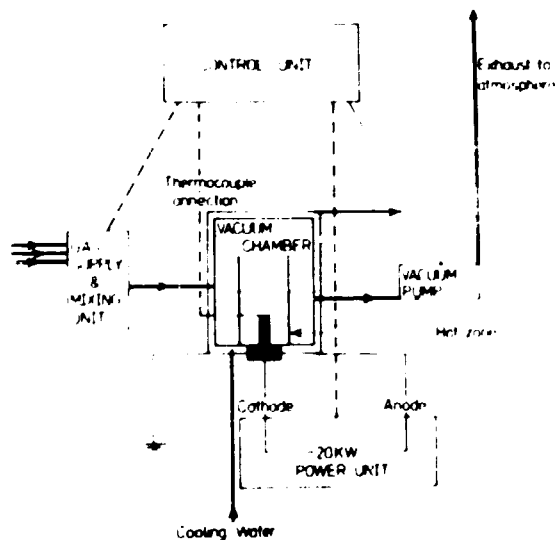 CONTROL UNIT
Exhaust to
atmosphere
Thermocouple
connection
VACUUM
CHAMBER
GAS
SUPPLY
&
MIXING
UNIT
VACUUM
PUMP
Hot zone
Cathode
Anode
~20KW
POWER UNIT
Cooling Water